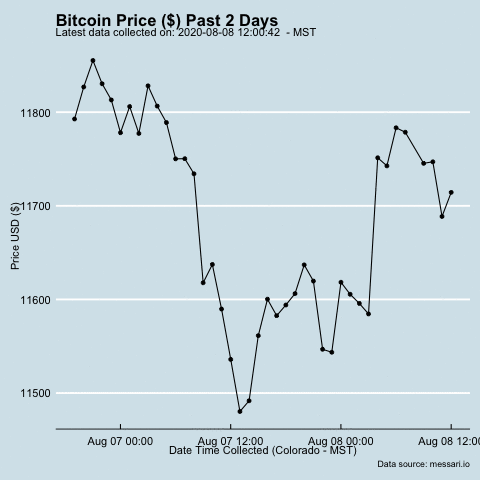 Bitcoin Price ($) Past 2 Days
Latest data collected on: 2020-08-08 12:00:42  - MST
Price USD ($)
11800
11700
11600
11500
Aug 07 00:00
Aug 07 12:00
Aug 08 00:00
Aug 08 12:00
Date Time Collected (Colorado - MST)
Data source: messari.io